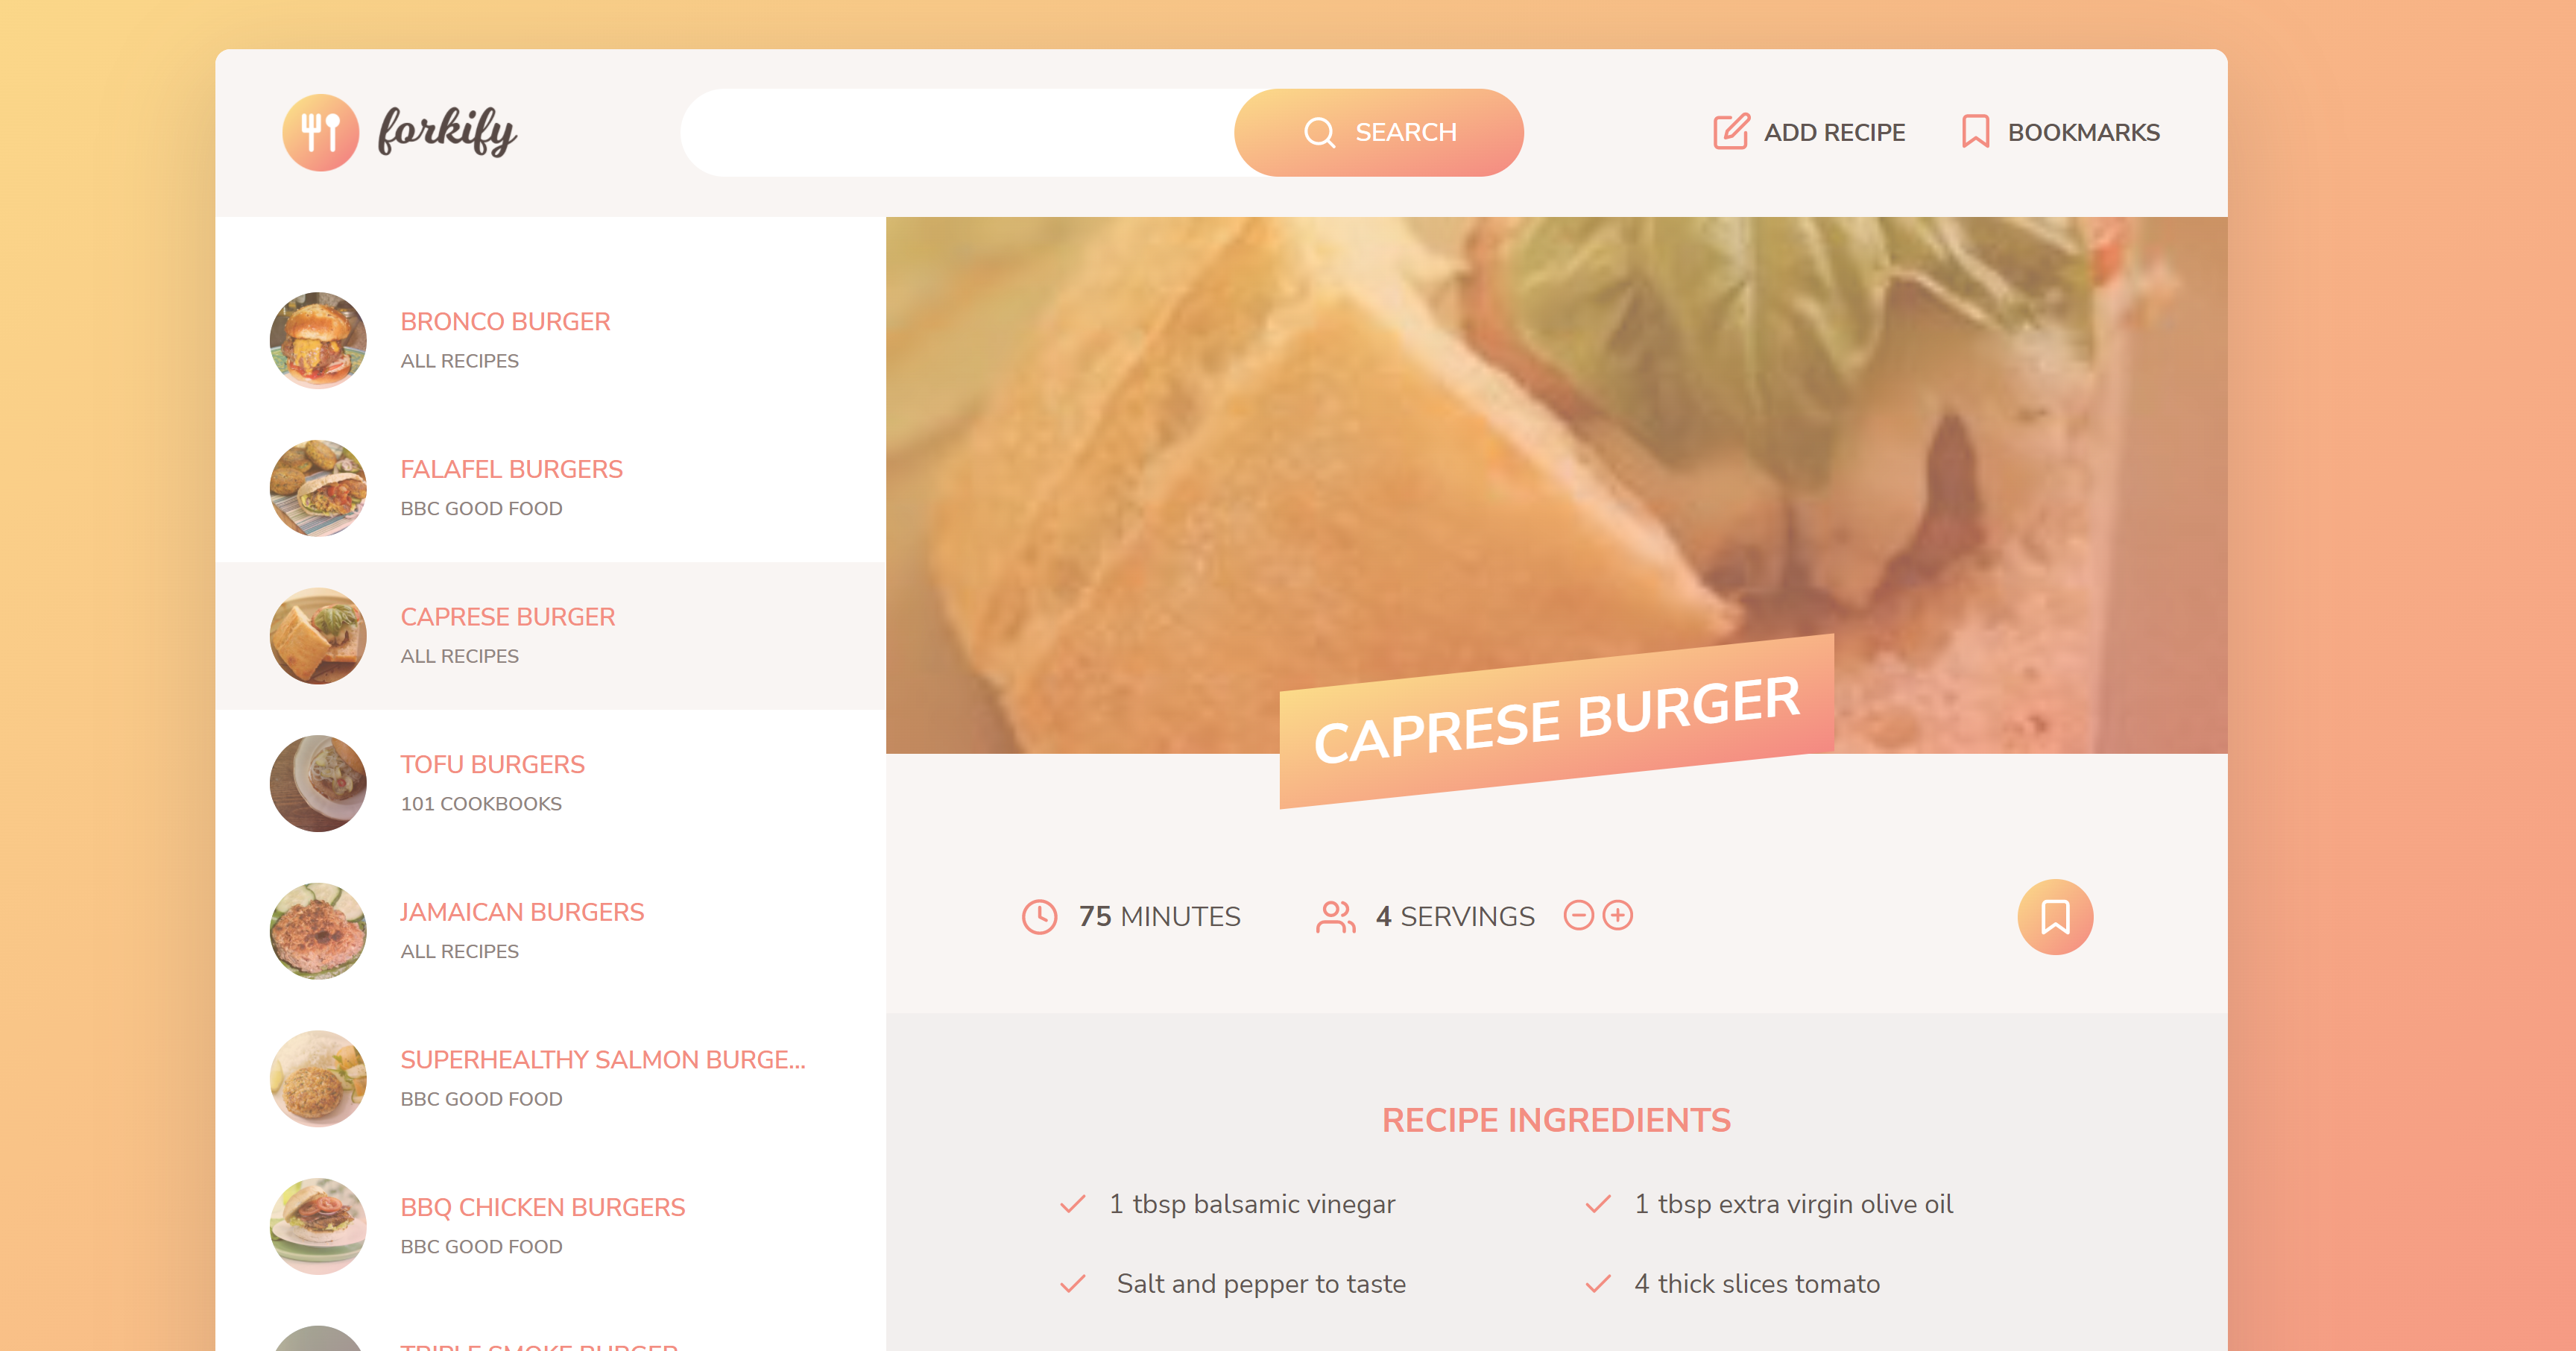 forkify
SEARCH
ADD RECIPE
BOOKMARKS
BRONCO BURGER
ALL RECIPES
FALAFEL BURGERS
BBC GOOD FOOD
CAPRESE BURGER
ALL RECIPES
TOFU BURGERS
101 COOKBOOKS
JAMAICAN BURGERS
ALL RECIPES
SUPERHEALTHY SALMON BURGE...
BBC GOOD FOOD
BBQ CHICKEN BURGERS
BBC GOOD FOOD
TRIPLE SMOKE BURGER
CAPRESE BURGER
75 MINUTES
4 SERVINGS
RECIPE INGREDIENTS
1 tbsp balsamic vinegar
1 tbsp extra virgin olive oil
Salt and pepper to taste
4 thick slices tomato